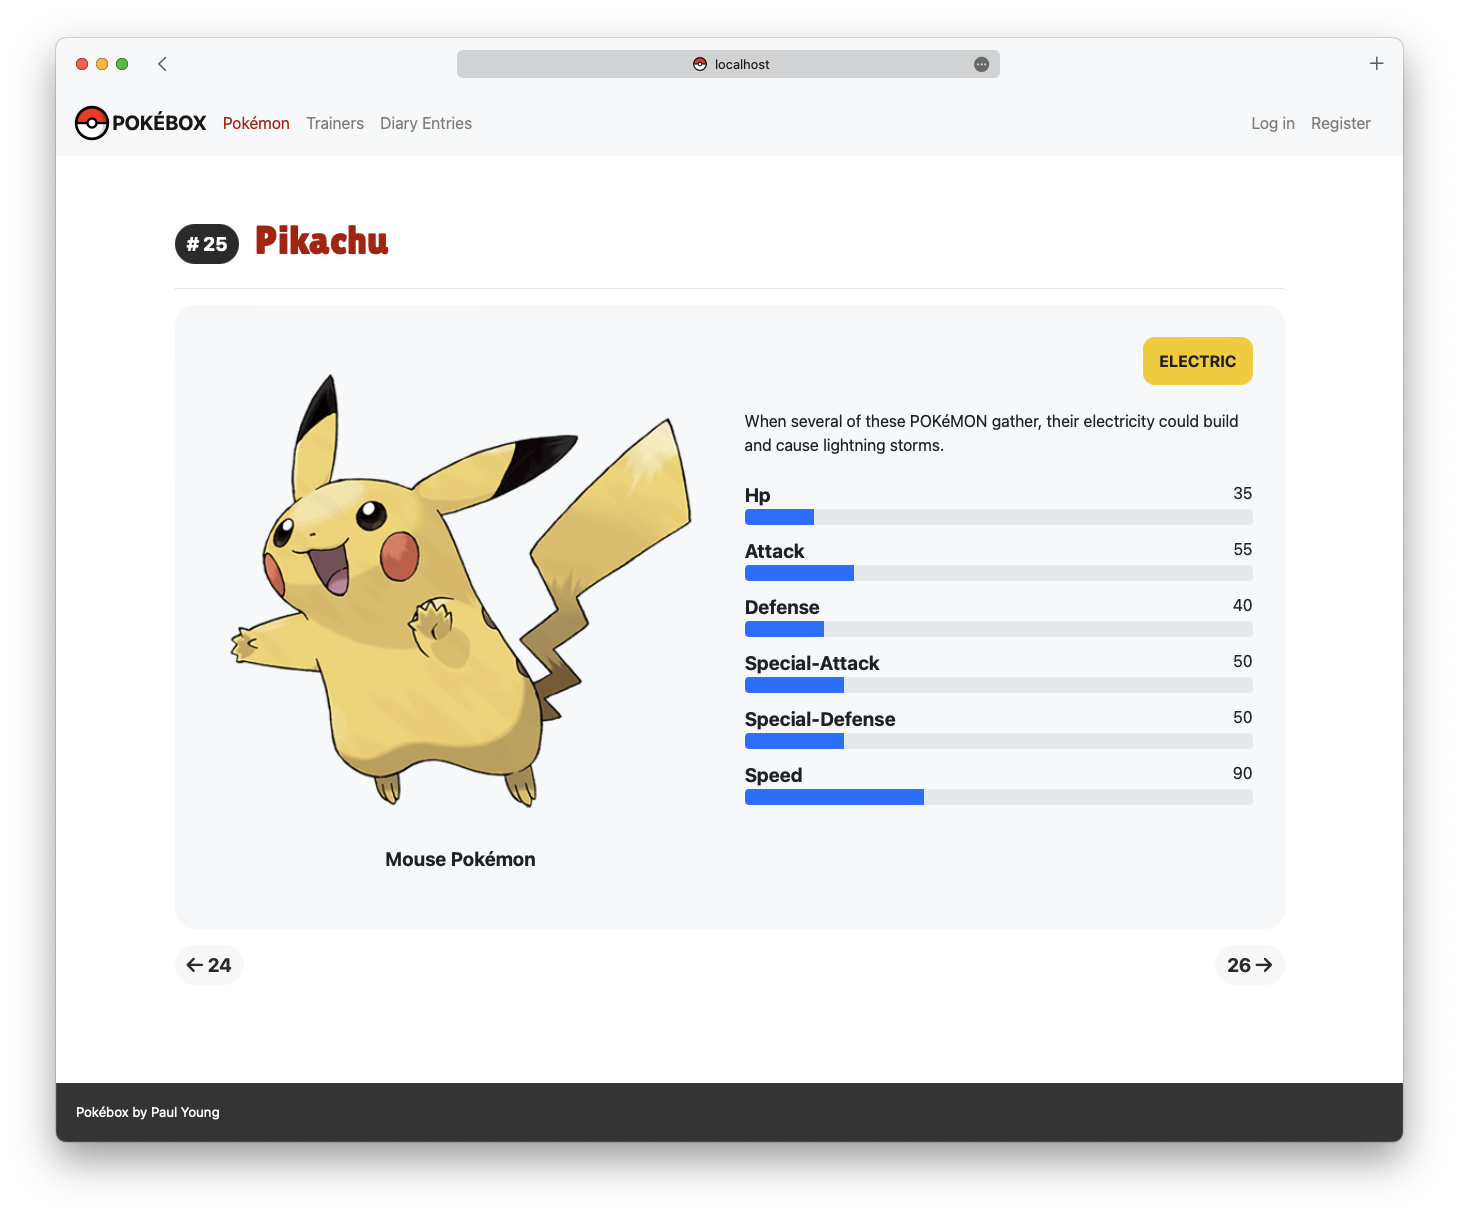 localhost
POKÉBOX Pokémon Trainers Diary Entries Log in Register
# 25 Pikachu
ELECTRIC
When several of these POKéMON gather, their electricity could build
and cause lightning storms.
Hp 35
Attack 55
Defense 40
Special-Attack 50
Special-Defense 50
Speed 90
Mouse Pokémon
← 24
26 →
Pokébox by Paul Young